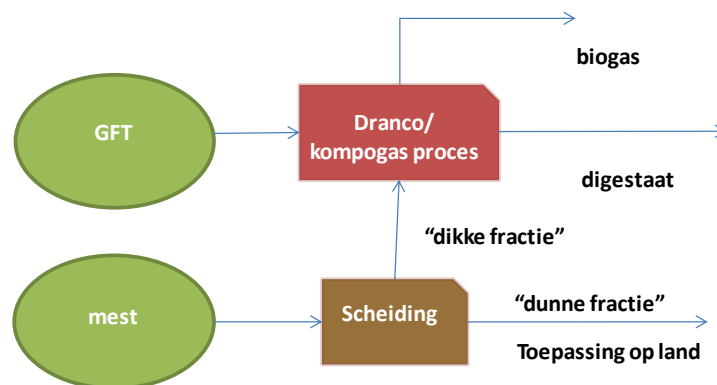 biogas
GFT
Dranco/
kompogas proces
digestaat
“dikke fractie”
mest
Scheiding
“dunne fractie”
Toepassing op land